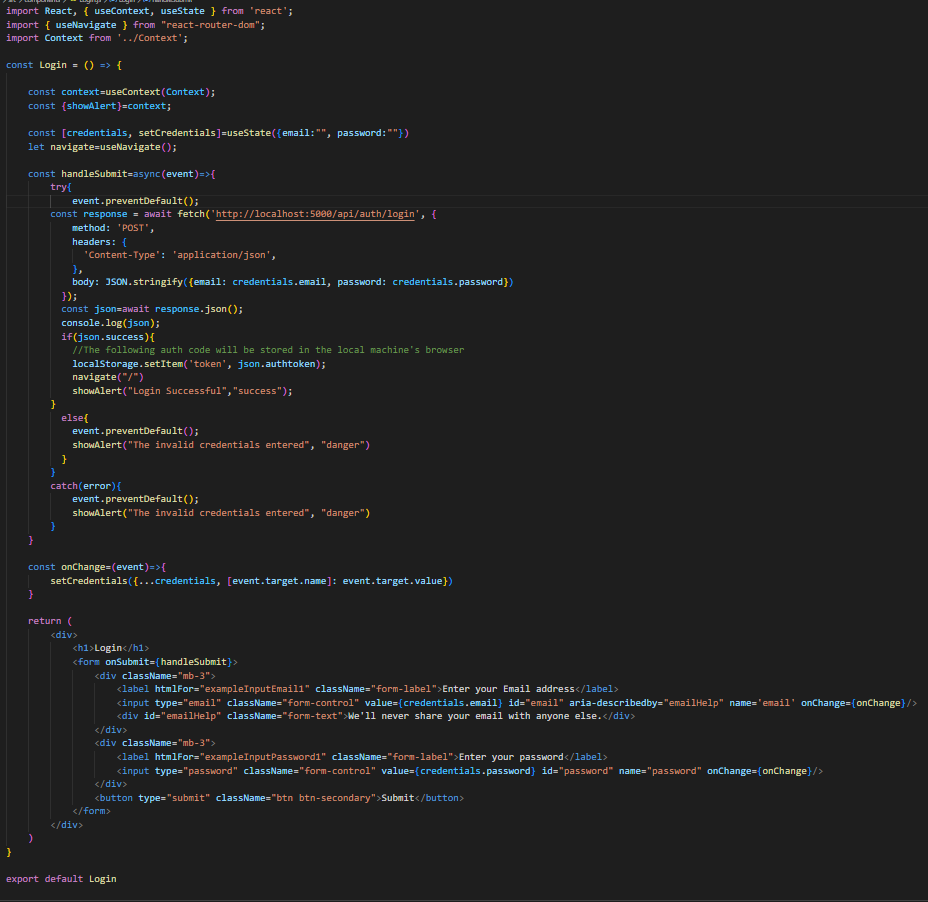 import React, { useContext, useState } from 'react';
import { useNavigate } from "react-router-dom";
import Context from '../Context';
const Login = () => {
const context=useContext(Context);
const {showAlert}=context;
const [credentials, setCredentials]=useState({email:"", password:""})
let navigate=useNavigate();
const handleSubmit=async(event)=>{
try{
event.preventDefault();
const response = await fetch('http://localhost:5000/api/auth/login', {
method: 'POST',
headers: {
'Content-Type': 'application/json',
},
body: JSON.stringify({email: credentials.email, password: credentials.password})
});
const json=await response.json();
console.log(json);
if(json.success){
//The following auth code will be stored in the local machine's browser
localStorage.setItem('token', json.authtoken);
navigate("/")
showAlert("Login Successful","success");
}
else{
event.preventDefault();
showAlert("The invalid credentials entered", "danger")
}
}
catch(error){
event.preventDefault();
showAlert("The invalid credentials entered", "danger")
}
}
const onChange=(event)=>{
setCredentials({...credentials, [event.target.name]: event.target.value})
}
return (
<div>
<h1>Login</h1>
<form onSubmit={handleSubmit}>
<div className="mb-3">
<label htmlFor="exampleInputEmail1" className="form-label">Enter your Email address</label>
<input type="email" className="form-control" value={credentials.email} id="email" aria-describedby="emailHelp" name='email' onChange={onChange}/>
<div id="emailHelp" className="form-text">We'll never share your email with anyone else.</div>
</div>
<div className="mb-3">
<label htmlFor="exampleInputPassword1" className="form-label">Enter your password</label>
<input type="password" className="form-control" value={credentials.password} id="password" name="password" onChange={onChange}/>
</div>
<button type="submit" className="btn btn-secondary">Submit</button>
</form>
</div>
)
}
export default Login